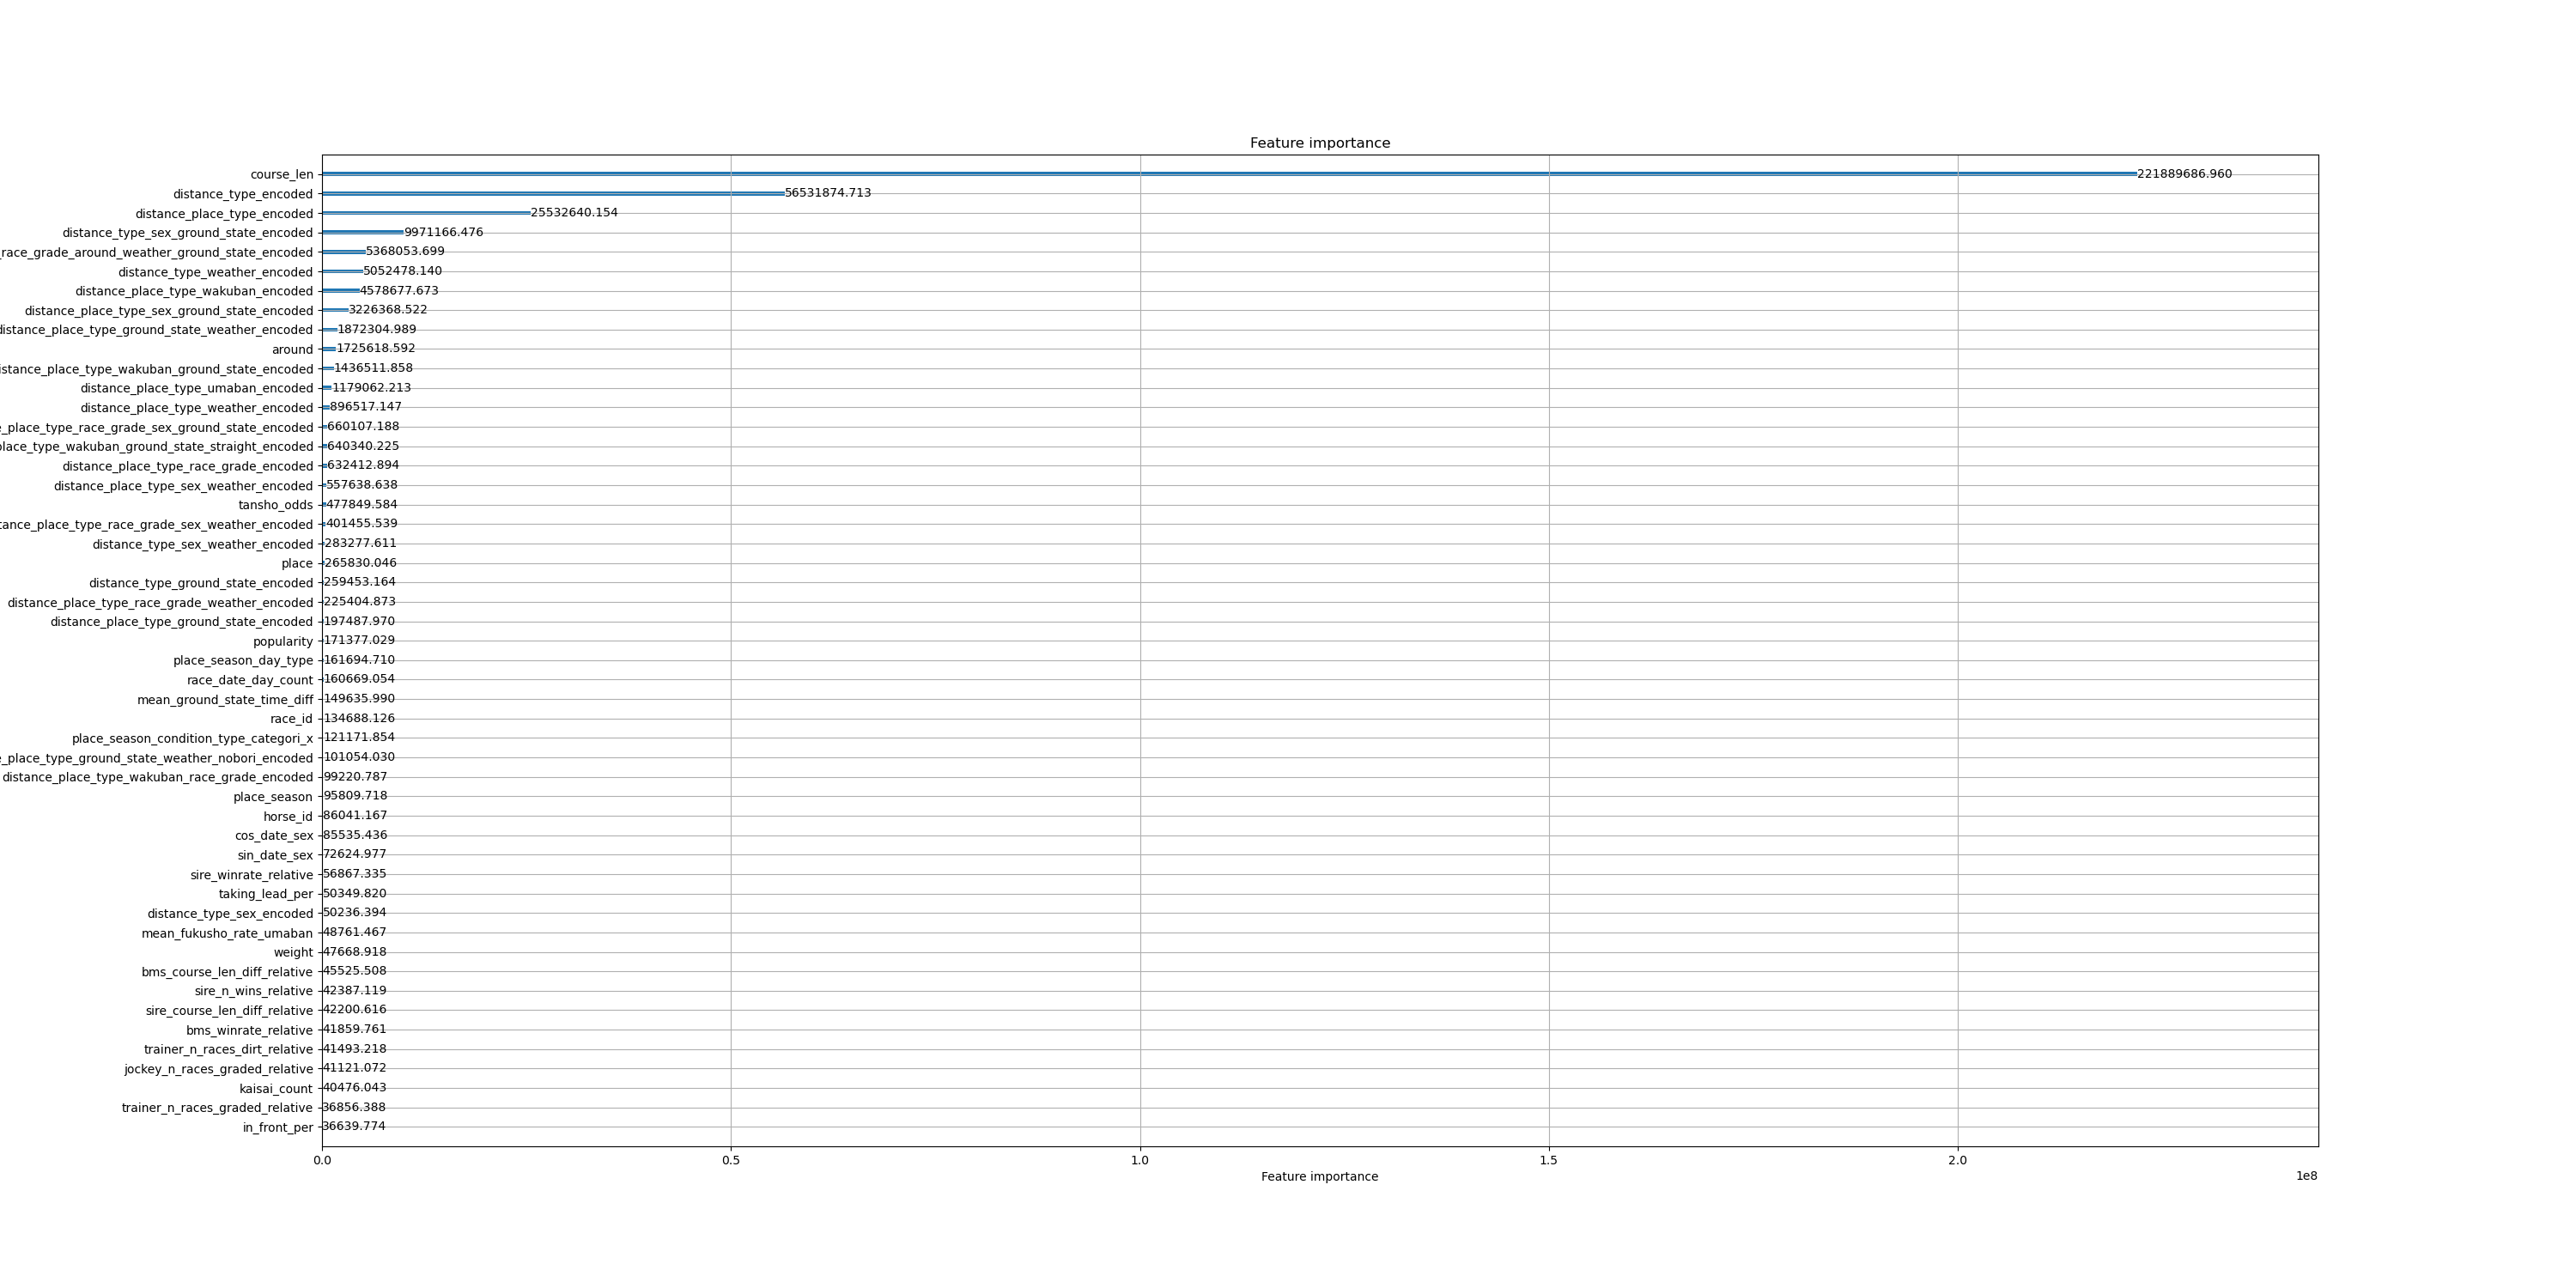 Feature importance
course_len 221889686.960
distance_type_encoded 56531874.713
distance_place_type_encoded 25532640.154
distance_type_sex_ground_state_encoded 9971166.476
_race_grade_around_weather_ground_state_encoded 5368053.699
distance_type_weather_encoded 5052478.140
distance_place_type_wakuban_encoded 4578677.673
distance_place_type_sex_ground_state_encoded 3226368.522
distance_place_type_ground_state_weather_encoded 1872304.989
around 1725618.592
istance_place_type_wakuban_ground_state_encoded 1436511.858
distance_place_type_umaban_encoded 1179062.213
distance_place_type_weather_encoded 896517.147
_place_type_race_grade_sex_ground_state_encoded 660107.188
place_type_wakuban_ground_state_straight_encoded 640340.225
distance_place_type_race_grade_encoded 632412.894
distance_place_type_sex_weather_encoded 557638.638
tansho_odds 477849.584
tance_place_type_race_grade_sex_weather_encoded 401455.539
distance_type_sex_weather_encoded 283277.611
place 265830.046
distance_type_ground_state_encoded 259453.164
distance_place_type_race_grade_weather_encoded 225404.873
distance_place_type_ground_state_encoded 197487.970
popularity 171377.029
place_season_day_type 161694.710
race_date_day_count 160669.054
mean_ground_state_time_diff 149635.990
race_id 134688.126
place_season_condition_type_categori_x 121171.854
_place_type_ground_state_weather_nobori_encoded 101054.030
distance_place_type_wakuban_race_grade_encoded 99220.787
place_season 95809.718
horse_id 86041.167
cos_date_sex 85535.436
sin_date_sex 72624.977
sire_winrate_relative 56867.335
taking_lead_per 50349.820
distance_type_sex_encoded 50236.394
mean_fukusho_rate_umaban 48761.467
weight 47668.918
bms_course_len_diff_relative 45525.508
sire_n_wins_relative 42387.119
sire_course_len_diff_relative 42200.616
bms_winrate_relative 41859.761
trainer_n_races_dirt_relative 41493.218
jockey_n_races_graded_relative 41121.072
kaisai_count 40476.043
trainer_n_races_graded_relative 36856.388
in_front_per 36639.774
0.0 0.5 1.0 1.5 2.0
Feature importance 1e8